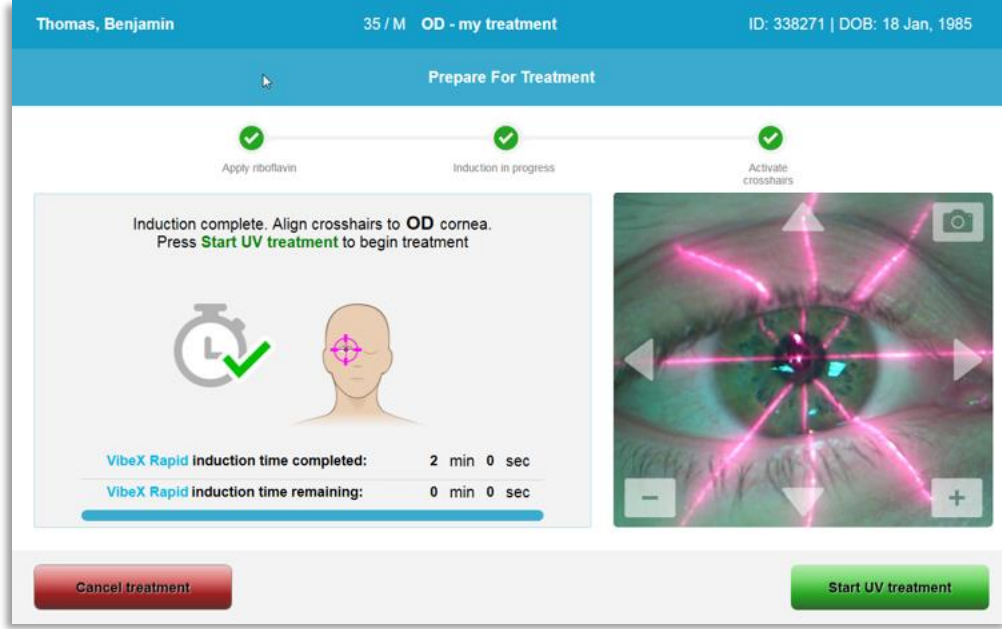 Thomas, Benjamin 35 / M OD - my treatment ID: 338271 | DOB: 18 Jan, 1985
Prepare For Treatment
Apply riboflavin Induction in progress Activate
crosshairs
Induction complete. Align crosshairs to OD cornea.
Press Start UV treatment to begin treatment
VibeX Rapid induction time completed: 2 min 0 sec
VibeX Rapid induction time remaining: 0 min 0 sec
Cancel treatment Start UV treatment